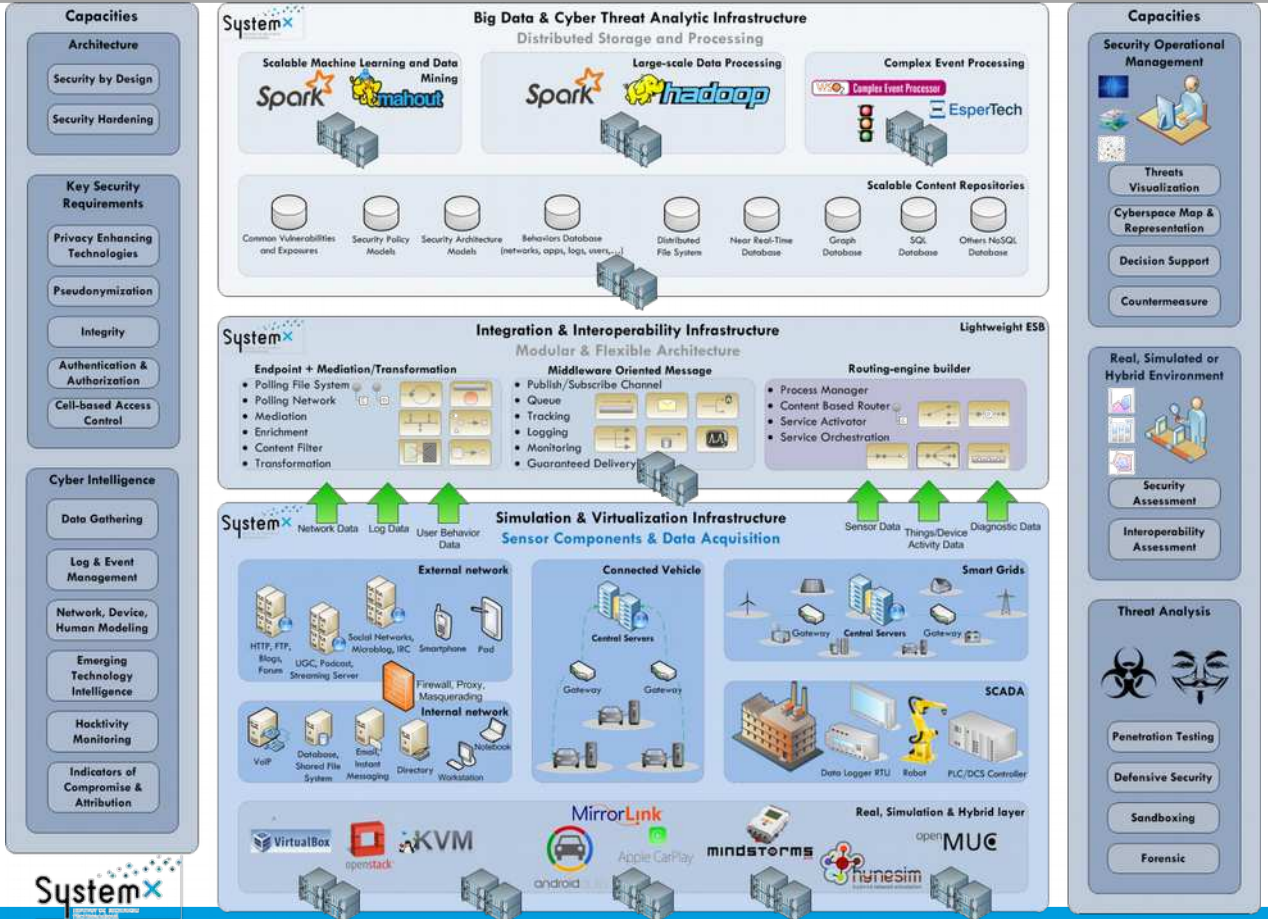 Capacities
Architecture
Security by Design
Security Hardening
Key Security
Requirements
Privacy Enhancing
Technologies
Pseudonymization
Integrity
Authentication &
Authorization
Cell-based Access
Control
Cyber Intelligence
Data Gathering
Log & Event
Management
Network, Device,
Human Modeling
Emerging
Technology
Intelligence
Hacktivity
Monitoring
Indicators of
Compromise &
Attribution
SystemX
SystemX
Big Data & Cyber Threat Analytic Infrastructure
Distributed Storage and Processing
Scalable Machine Learning and Data
Mining
Spark
mahout
Large-scale Data Processing
Spark
hadoop
Complex Event Processing
WSO2 Complex Event Processor
EsperTech
Scalable Content Repositories
Common Vulnerabilities
and Exposures
Security Policy
Models
Security Architecture
Models
Behaviors Database
(networks, apps, logs, users,...)
Distributed
File System
Near Real-Time
Database
Graph
Database
SQL
Database
Others NoSQL
Database
SystemX
Integration & Interoperability Infrastructure
Lightweight ESB
Modular & Flexible Architecture
Endpoint + Mediation/Transformation
• Polling File System
• Polling Network
• Mediation
• Enrichment
• Content Filter
• Transformation
Middleware Oriented Message
• Publish/Subscribe Channel
• Queue
• Tracking
• Logging
• Monitoring
• Guaranteed Delivery
Routing-engine builder
• Process Manager
• Content Based Router
• Service Activator
• Service Orchestration
SystemX
Network Data
Log Data
User Behavior
Data
Simulation & Virtualization Infrastructure
Sensor Components & Data Acquisition
Sensor Data
Things/Device
Activity Data
Diagnostic Data
External network
HTTP, FTP,
Blogs,
Forum
UGC, Podcast,
Streaming Server
Social Networks,
Microblog, IRC
Smartphone
Pad
Firewall, Proxy,
Masquerading
Internal network
VoIP
Database,
Shared File
System
Email,
Instant
Messaging
Directory
Workstation
Notebook
Connected Vehicle
Central Servers
Gateway
Gateway
Smart Grids
Gateway
Central Servers
Gateway
SCADA
Data Logger RTU
Robot
PLC/DCS Controller
Real, Simulation & Hybrid layer
VirtualBox
openstack
KVM
MirrorLink
androidauto
Apple CarPlay
mindstorms
hynesim
openMUC
Capacities
Security Operational
Management
Threats
Visualization
Cyberspace Map &
Representation
Decision Support
Countermeasure
Real, Simulated or
Hybrid Environment
Security
Assessment
Interoperability
Assessment
Threat Analysis
Penetration Testing
Defensive Security
Sandboxing
Forensic